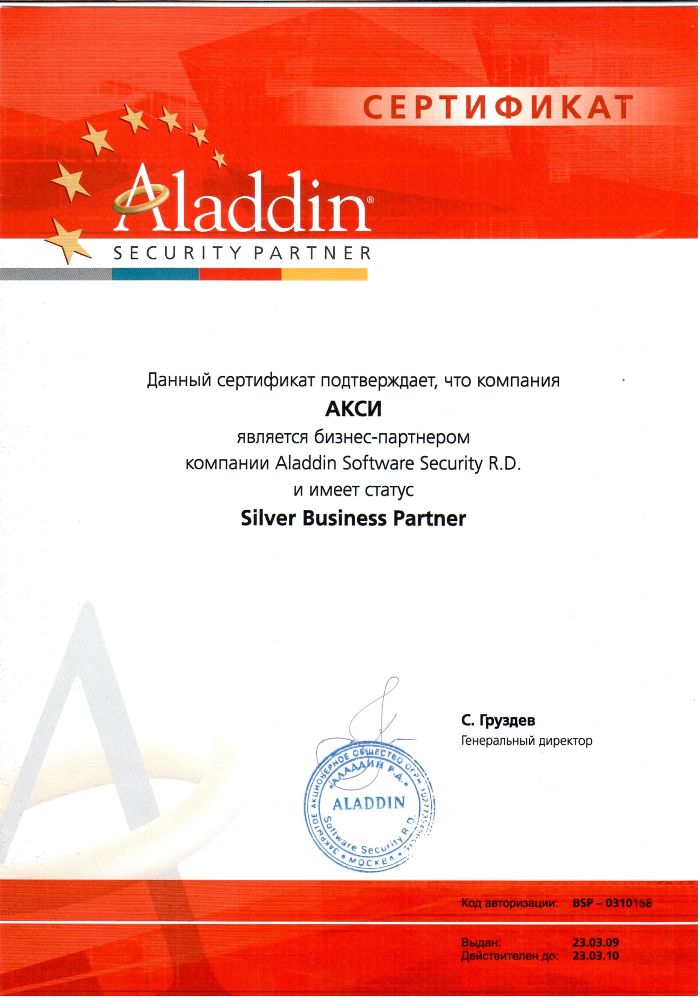 СЕРТИФИКАТ
Aladdin®
SECURITY PARTNER
Данный сертификат подтверждает, что компания
АКСИ
является бизнес-партнером
компании Aladdin Software Security R.D.
и имеет статус
Silver Business Partner
С. Груздев
Генеральный директор
ЗАКРЫТОЕ АКЦИОНЕРНОЕ ОБЩЕСТВО ОГРН
"АЛАДДИН Р.Д."
ALADDIN
Software Security R.D.
* МОСКВА *
Код авторизации: BSP – 0310168
Выдан: 23.03.09
Действителен до: 23.03.10